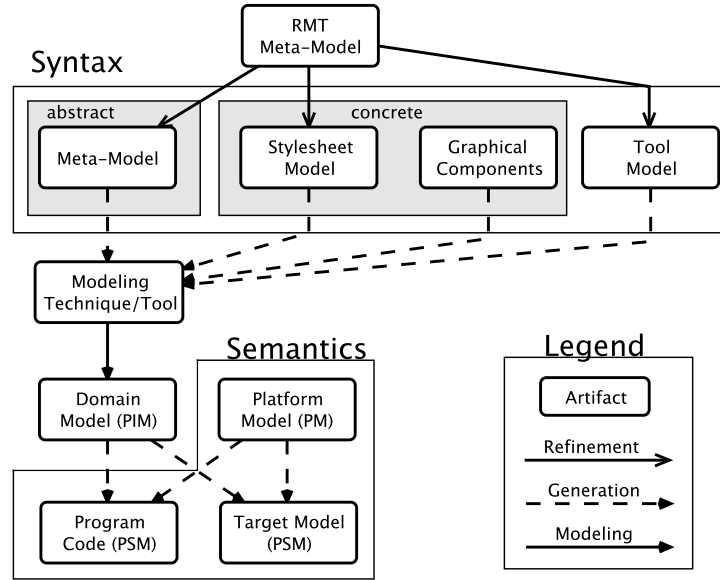 RMT
Meta-Model
Syntax
abstract
concrete
Meta-Model
Stylesheet
Model
Graphical
Components
Tool
Model
Modeling
Technique/Tool
Semantics
Legend
Domain
Model (PIM)
Platform
Model (PM)
Artifact
Refinement
Generation
Modeling
Program
Code (PSM)
Target Model
(PSM)